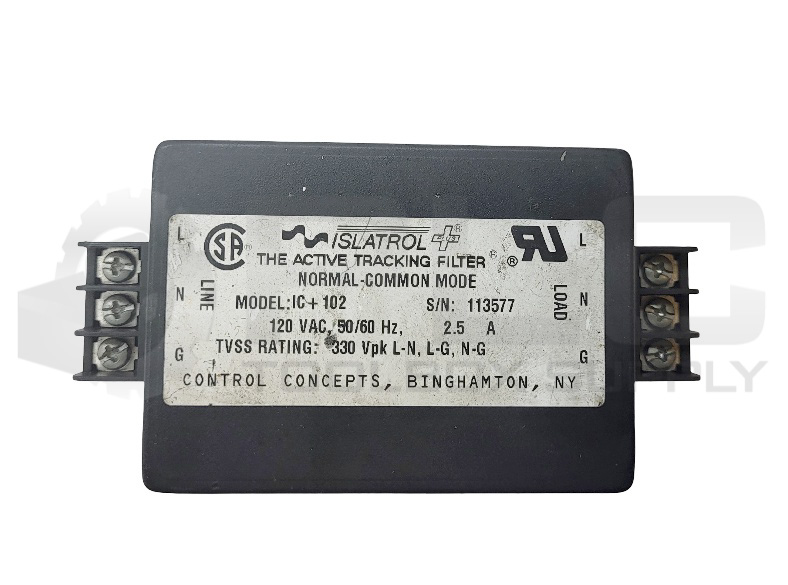 L
N
G
LINE
ISLATROL +®
THE ACTIVE TRACKING FILTER®
®
NORMAL-COMMON MODE
MODEL:IC+102 S/N: 113577
120 VAC, 50/60 Hz, 2.5 A
TVSS RATING: 330 Vpk L-N, L-G, N-G
CONTROL CONCEPTS, BINGHAMTON, NY
L
N
G
LOAD
SUPPLY